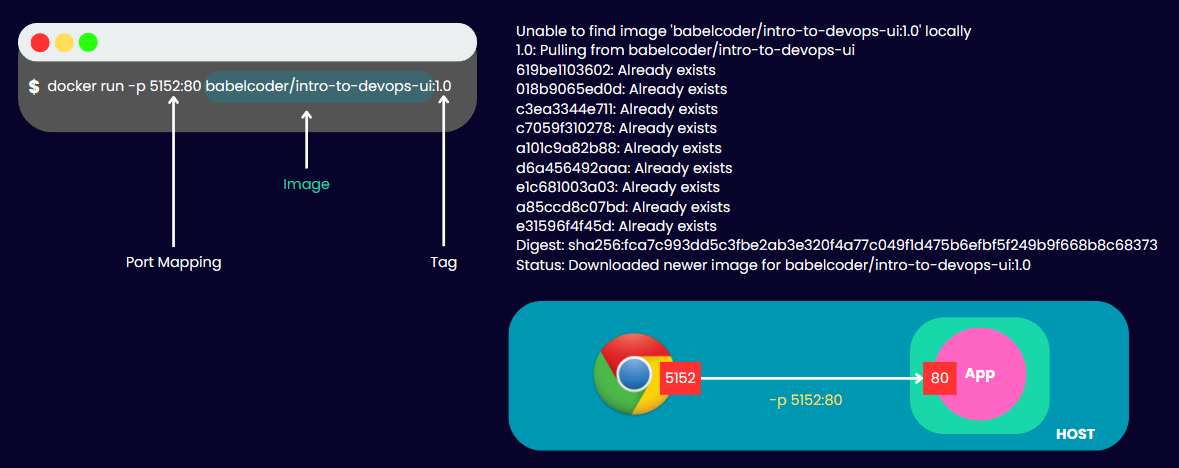 $ docker run -p 5152:80 babelcoder/intro-to-devops-ui:1.0
Image
Port Mapping
Tag
Unable to find image 'babelcoder/intro-to-devops-ui:1.0' locally
1.0: Pulling from babelcoder/intro-to-devops-ui
619be1103602: Already exists
018b9065ed0d: Already exists
c3ea3344e711: Already exists
c7059f310278: Already exists
a101c9a82b88: Already exists
d6a456492aaa: Already exists
e1c681003a03: Already exists
a85ccd8c07bd: Already exists
e31596f4f45d: Already exists
Digest: sha256:fca7c993dd5c3fbe2ab3e320f4a77c049f1d475b6efbf5f249b9f668b8c68373
Status: Downloaded newer image for babelcoder/intro-to-devops-ui:1.0
5152
80
App
-p 5152:80
HOST